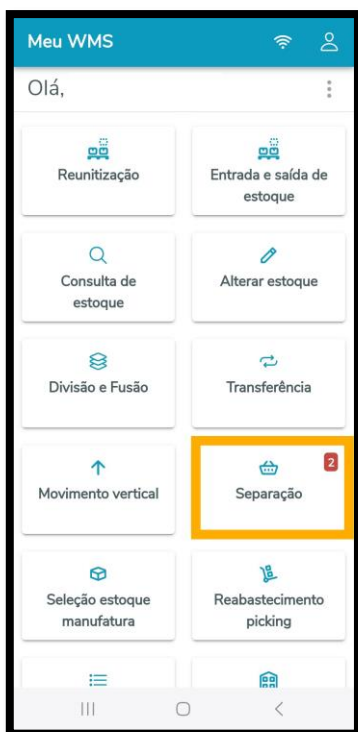 Meu WMS
Olá,
Reunitização
Entrada e saída de
estoque
Consulta de
estoque
Alterar estoque
Divisão e Fusão
Transferência
Movimento vertical
2
Separação
Seleção estoque
manufatura
Reabastecimento
picking